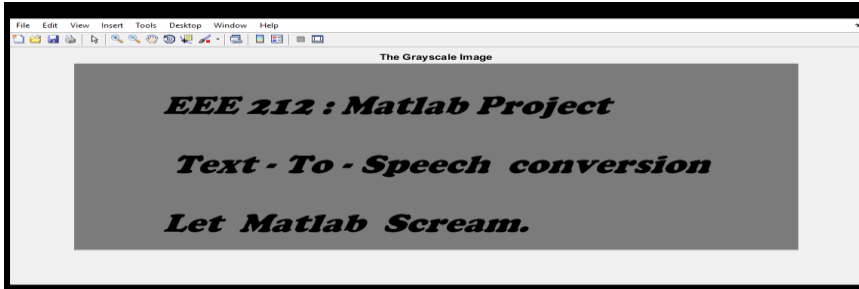 File Edit View Insert Tools Desktop Window Help
The Grayscale Image
EEE 212 : Matlab Project
Text - To - Speech conversion
Let Matlab Scream.